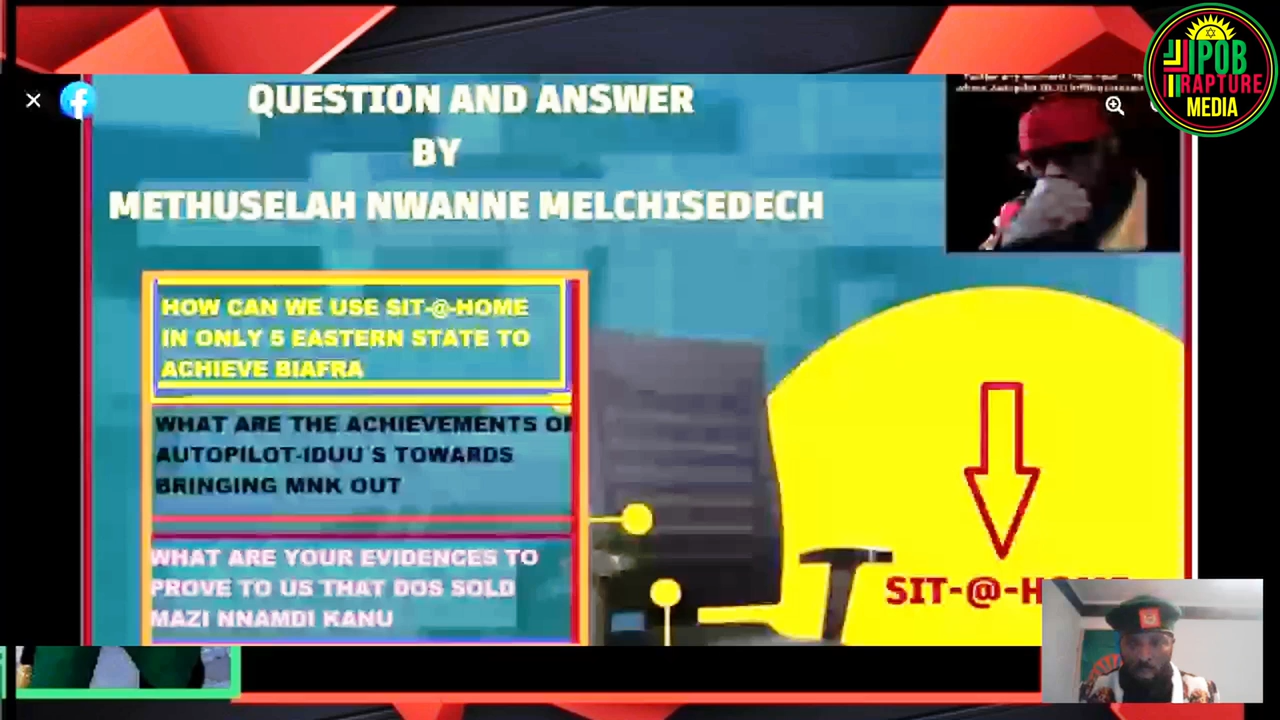 QUESTION AND ANSWER
BY
METHUSELAH NWANNE MELCHISEDECH
IPOB
RAPTURE
MEDIA
HOW CAN WE USE SIT-@-HOME
IN ONLY 5 EASTERN STATE TO
ACHIEVE BIAFRA
WHAT ARE THE ACHIEVEMENTS OF
AUTOPILOT-IDUU'S TOWARDS
BRINGING MNK OUT
WHAT ARE YOUR EVIDENCES TO
PROVE TO US THAT DOS SOLD
MAZI NNAMDI KANU
SIT-@-HOME